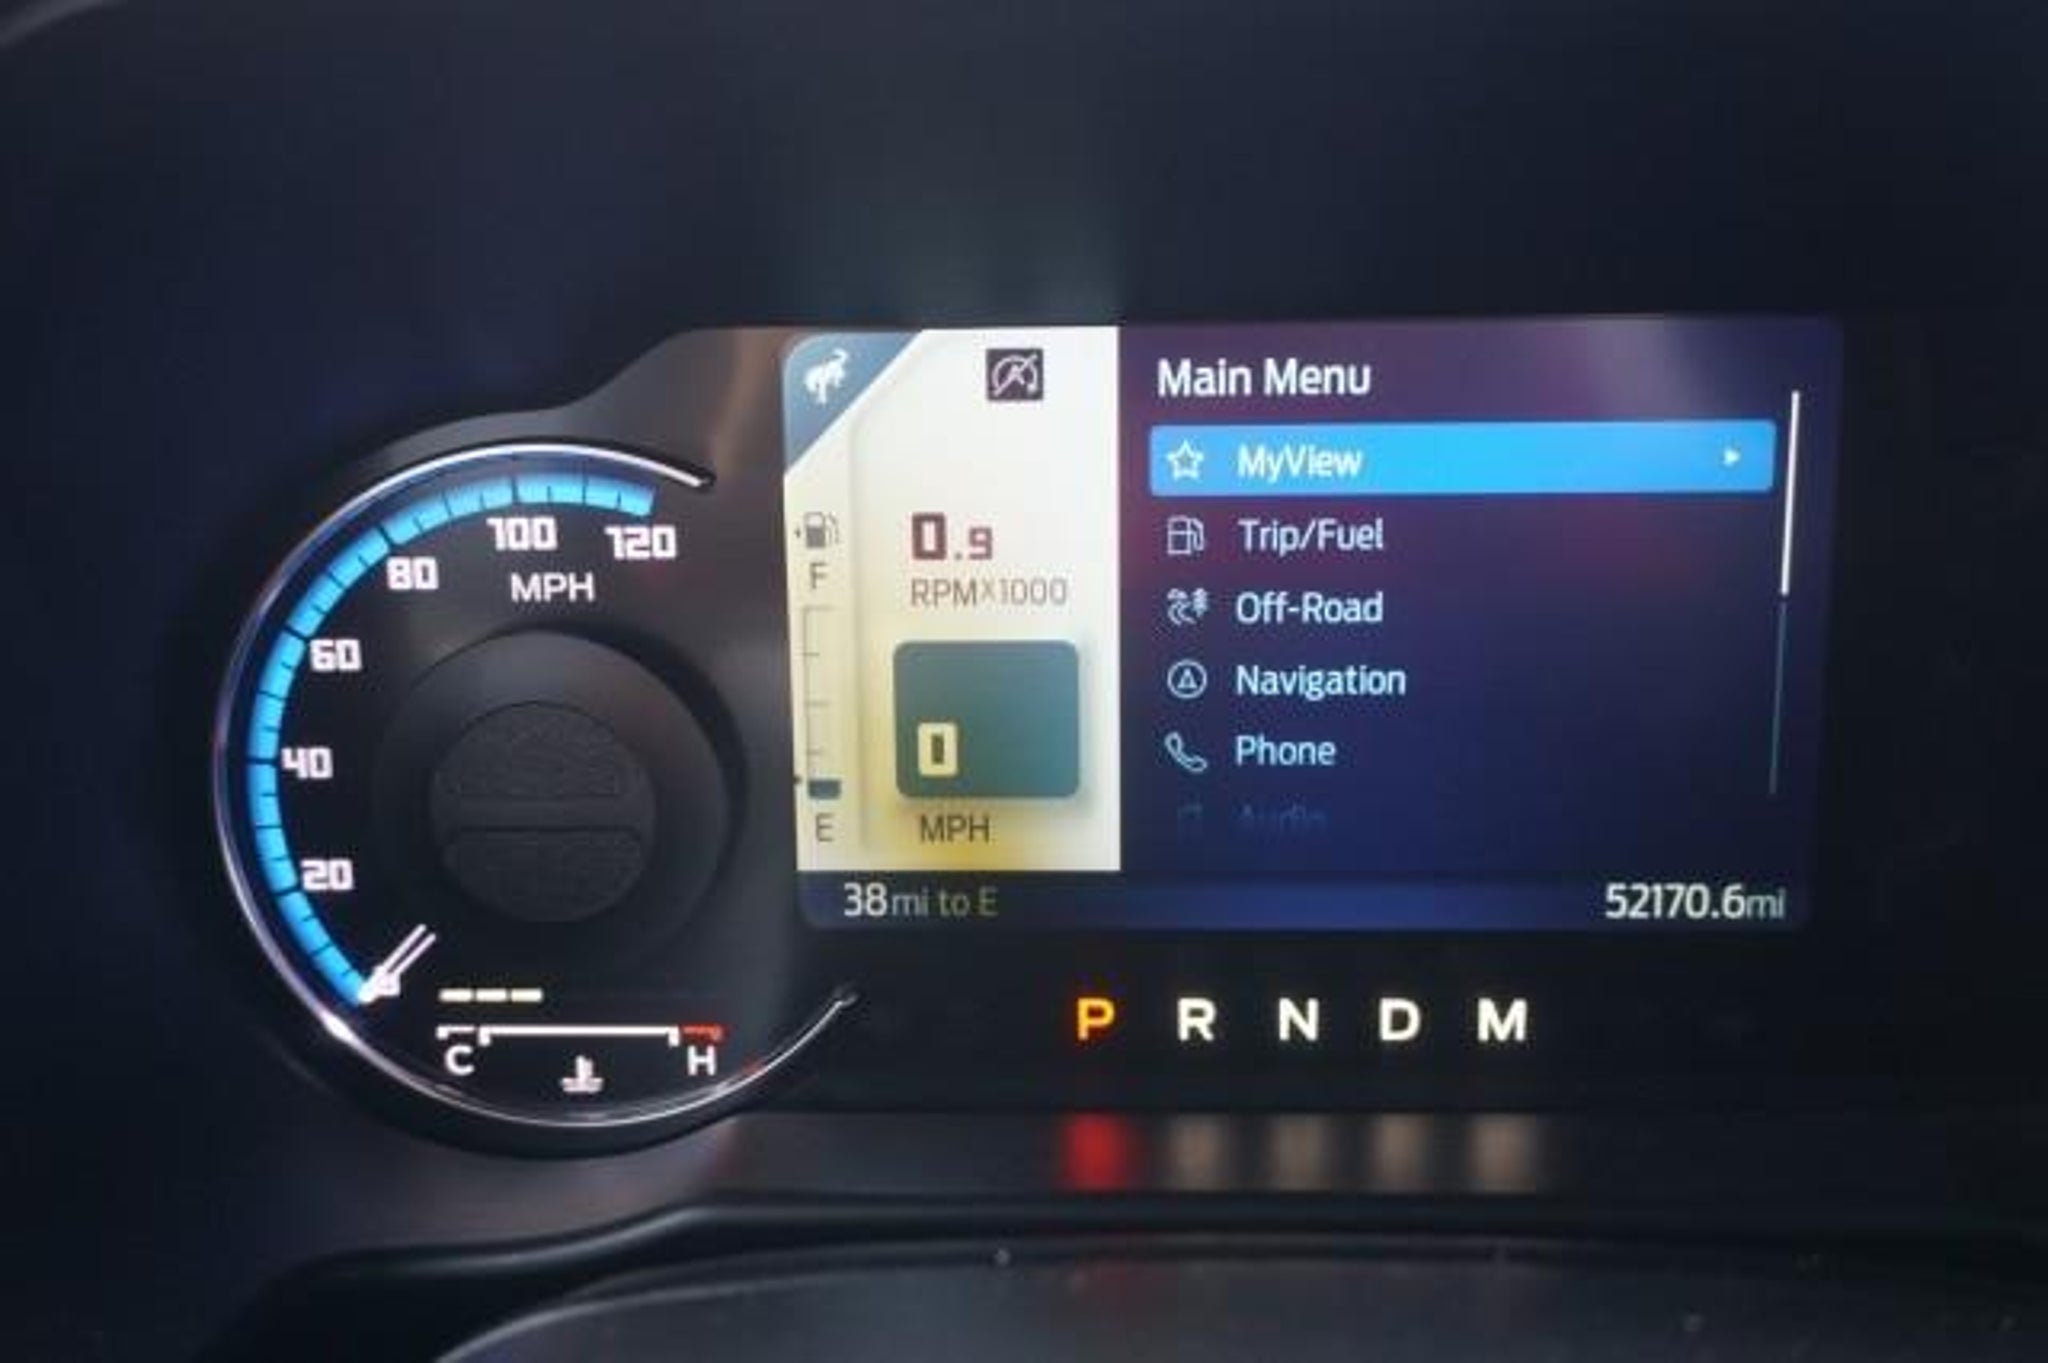 120
100
80
MPH
60
40
20
C
H
0.9
RPMX1000
F
0
E
MPH
38mi to E
Main Menu
MyView
Trip/Fuel
Off-Road
Navigation
Phone
Audio
52170.6mi
P R N D M